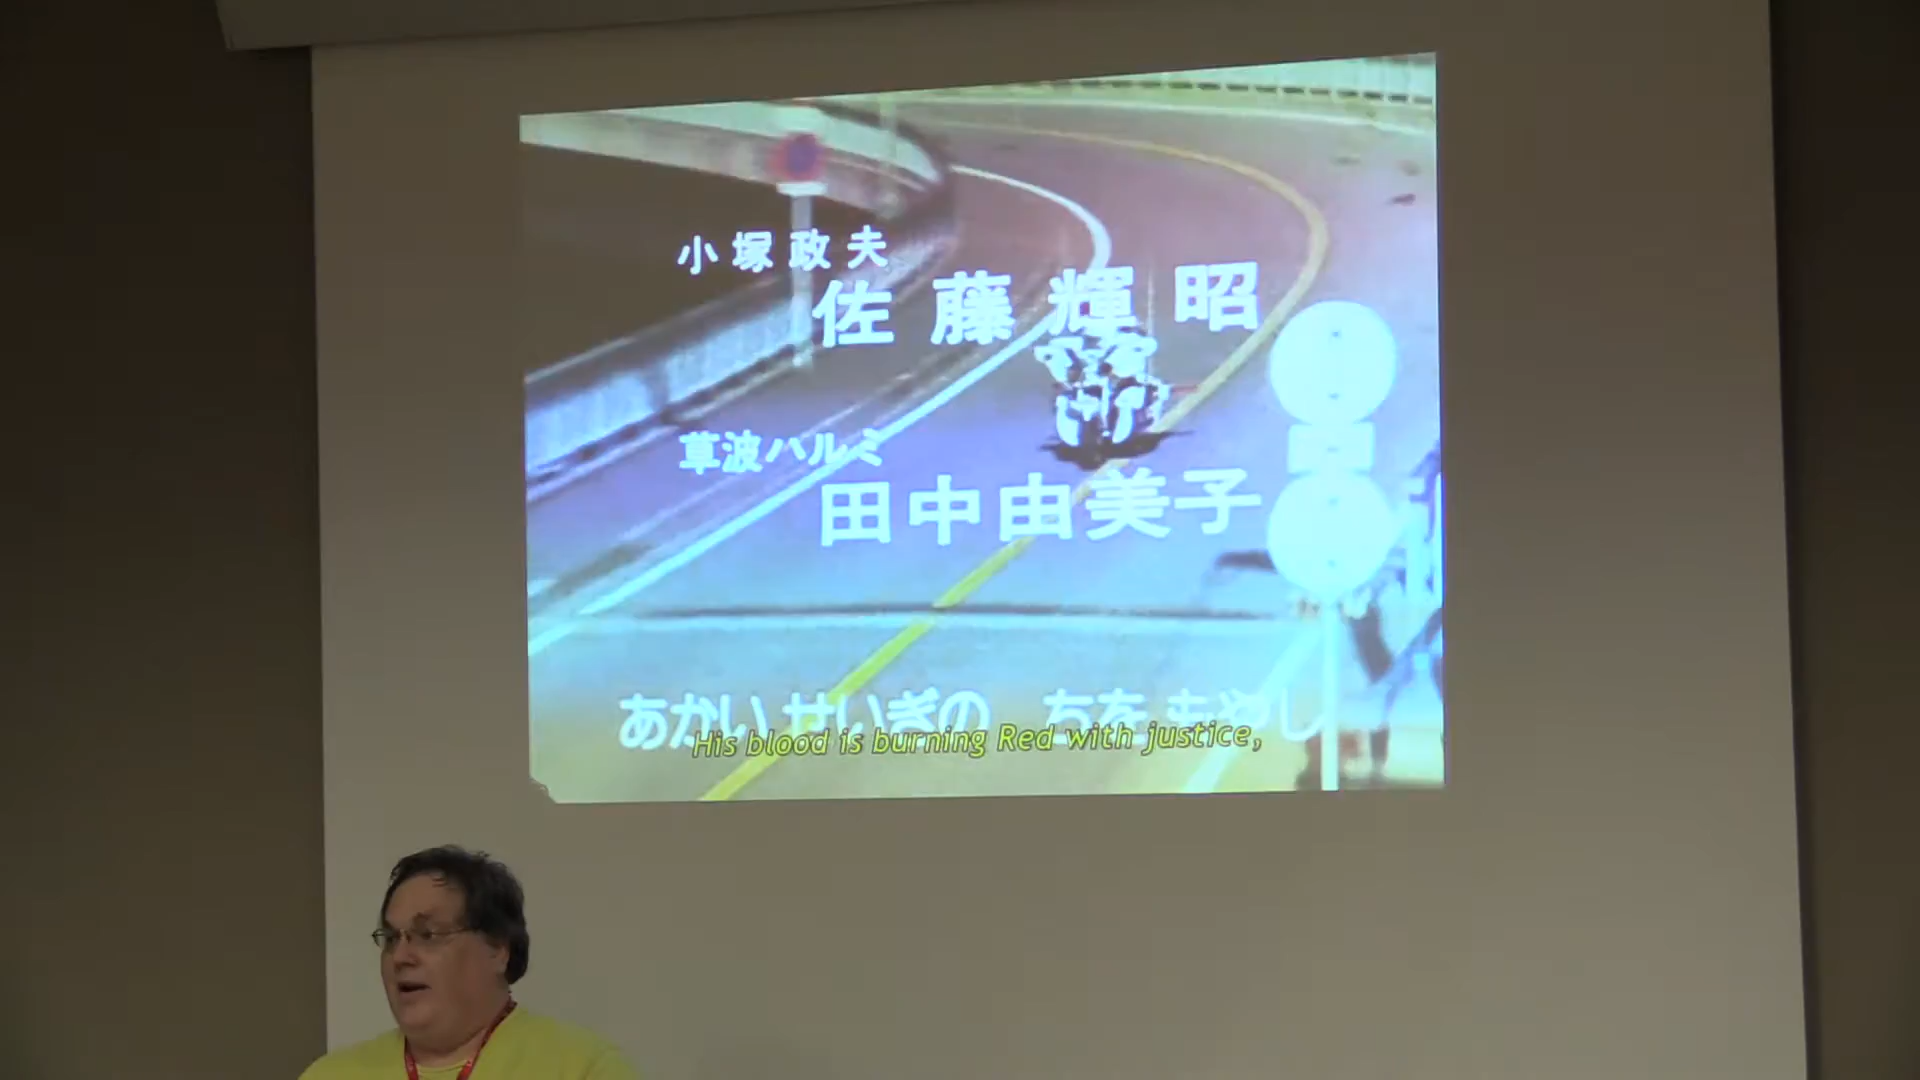 小塚政夫
佐藤輝昭
草波ハルミ
田中由美子
あかい せいぎの ちを もやし
His blood is burning Red with justice,